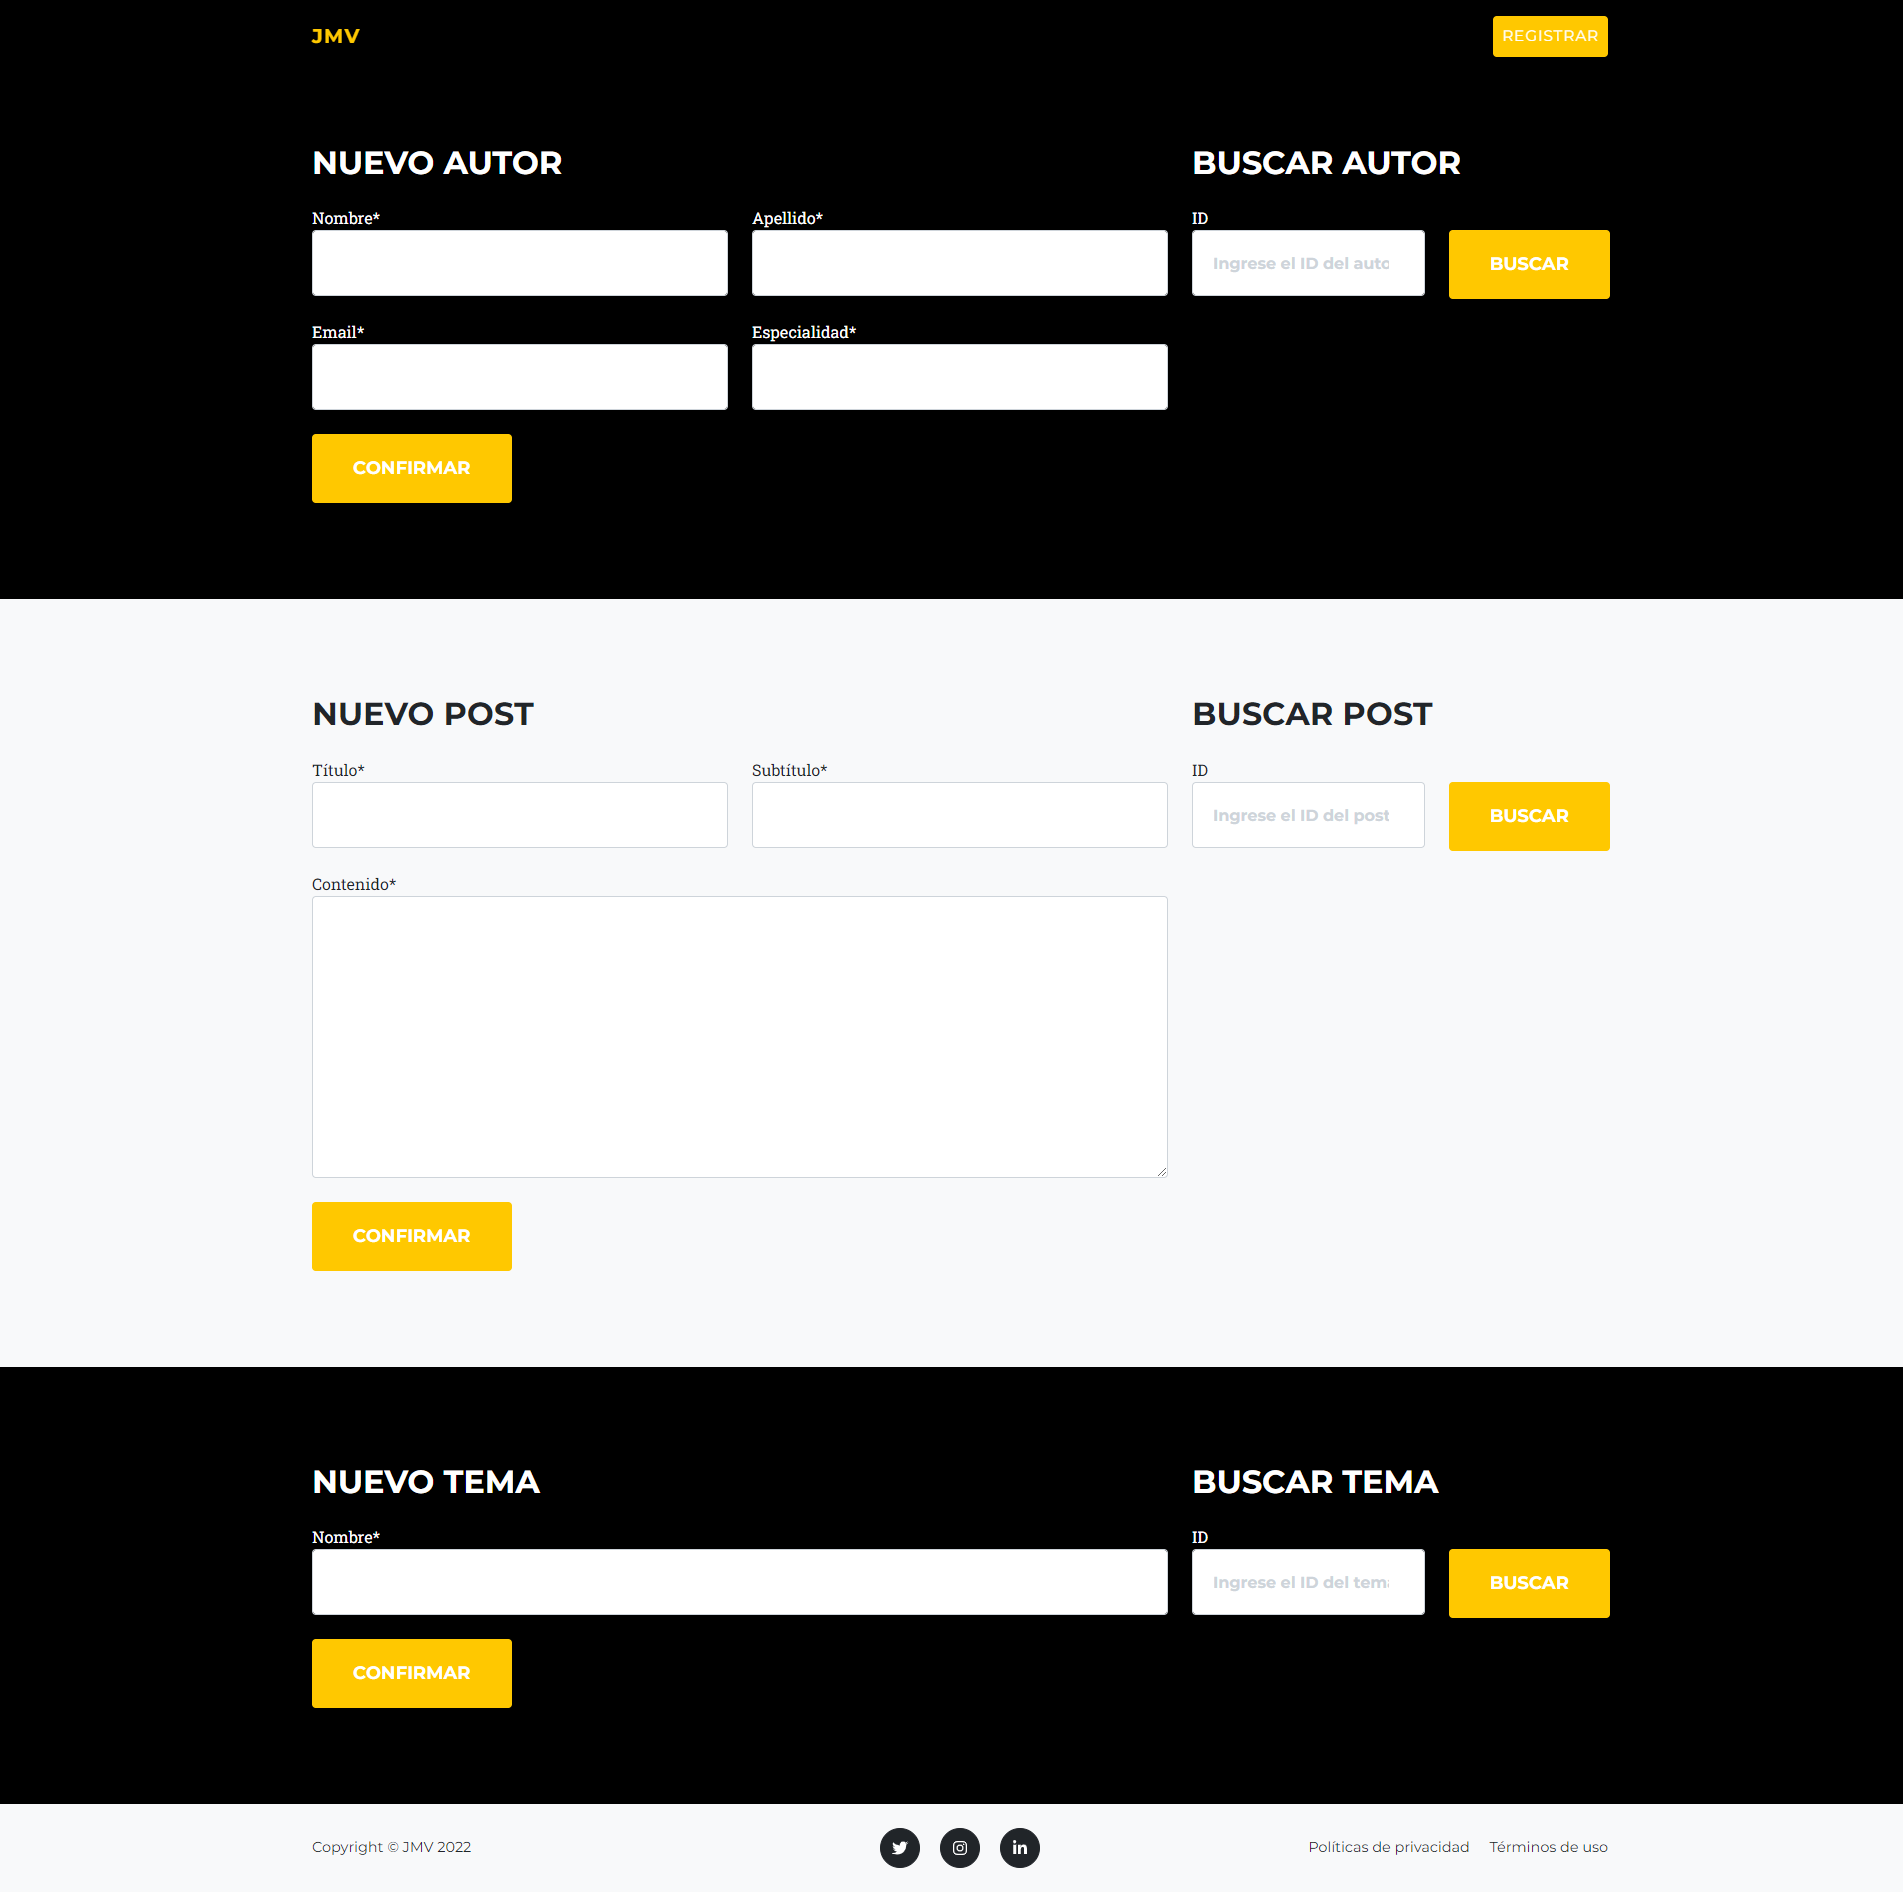 JMV
REGISTRAR
NUEVO AUTOR
BUSCAR AUTOR
Nombre*
Apellido*
ID
Ingrese el ID del auto
BUSCAR
Email*
Especialidad*
CONFIRMAR
NUEVO POST
BUSCAR POST
Título*
Subtítulo*
ID
Ingrese el ID del post
BUSCAR
Contenido*
CONFIRMAR
NUEVO TEMA
BUSCAR TEMA
Nombre*
ID
Ingrese el ID del tema
BUSCAR
CONFIRMAR
Copyright © JMV 2022
Políticas de privacidad
Términos de uso